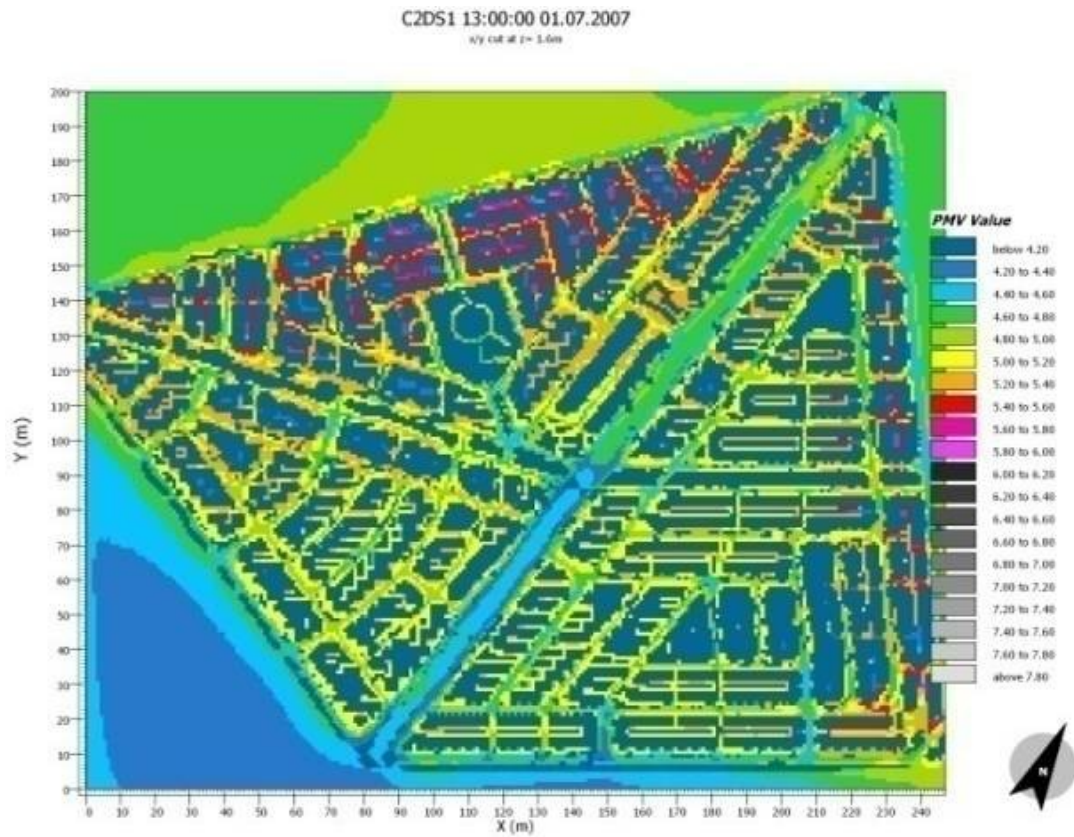 C2DS1 13:00:00 01.07.2007
x/y cut at z= 1.6m
200
190
180
170
160
150
140
130
120
110
100
90
80
70
60
50
40
30
20
10
0
Y (m)
0 10 20 30 40 50 60 70 80 90 100 110 120 130 140 150 160 170 180 190 200 210 220 230 240
X (m)
PMV Value
below 4.20
4.20 to 4.40
4.40 to 4.60
4.60 to 4.80
4.80 to 5.00
5.00 to 5.20
5.20 to 5.40
5.40 to 5.60
5.60 to 5.80
5.80 to 6.00
6.00 to 6.20
6.20 to 6.40
6.40 to 6.60
6.60 to 6.80
6.80 to 7.00
7.00 to 7.20
7.20 to 7.40
7.40 to 7.60
7.60 to 7.80
above 7.80
N